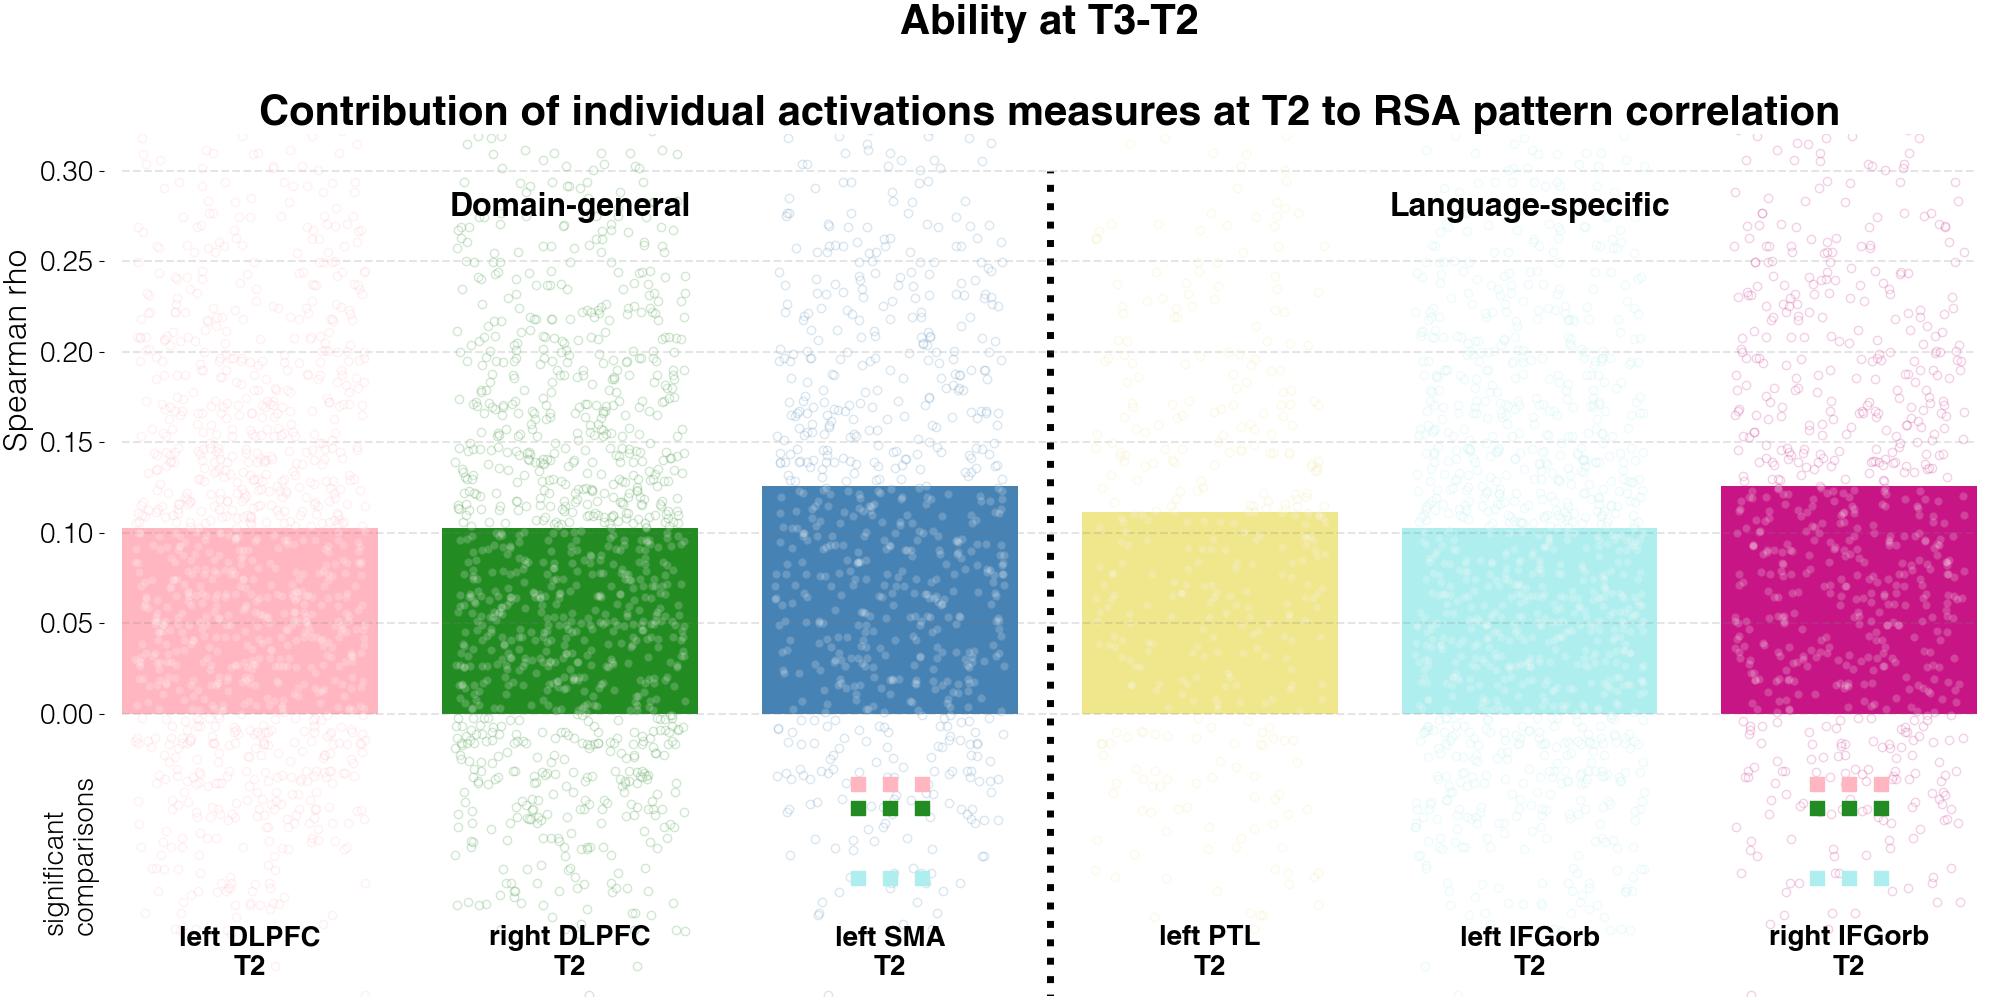 Ability at T3-T2
Contribution of individual activations measures at T2 to RSA pattern correlation
Domain-general
Language-specific
Spearman rho
0.30
0.25
0.20
0.15
0.10
0.05
0.00
significant
comparisons
left DLPFC
T2
right DLPFC
T2
left SMA
T2
left PTL
T2
left IFGorb
T2
right IFGorb
T2